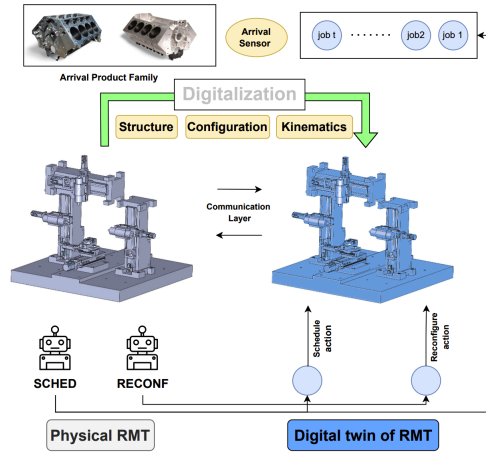 Arrival
Sensor
job t
job2
job 1
Arrival Product Family
Digitalization
Structure
Configuration
Kinematics
Communication
Layer
Schedule
action
Reconfigure
action
SCHED
RECONF
Physical RMT
Digital twin of RMT